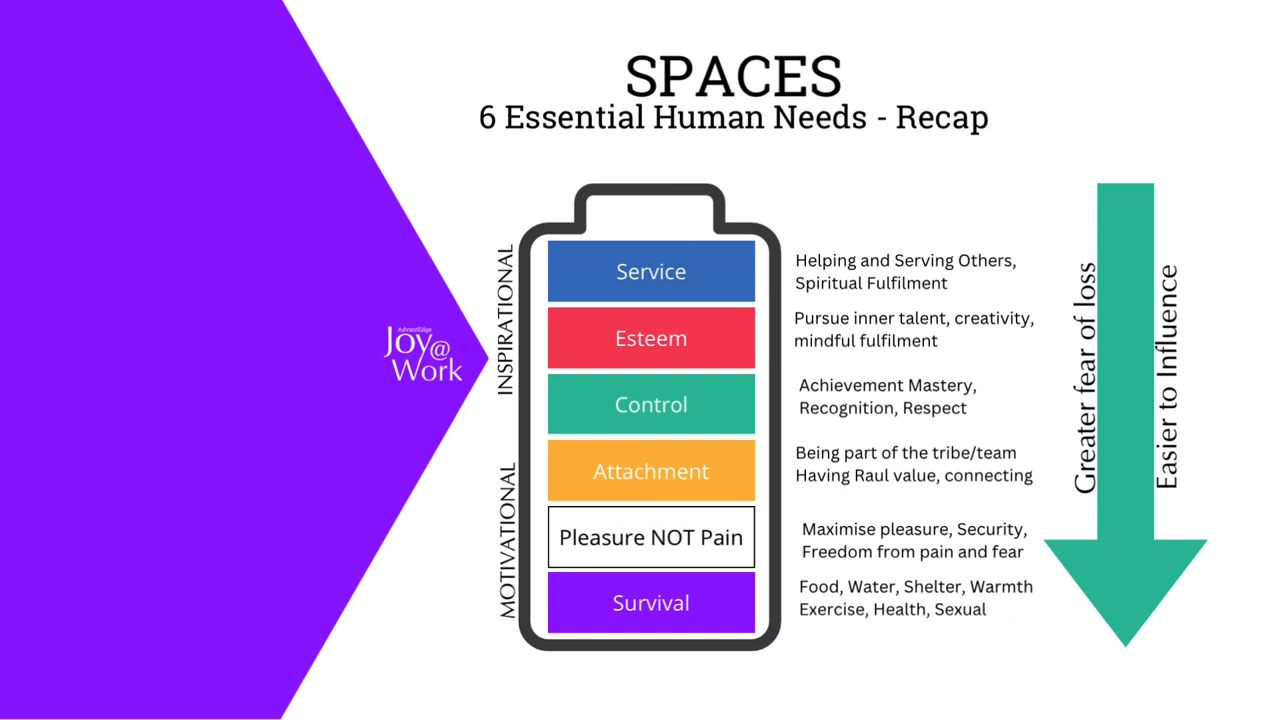 SPACES
6 Essential Human Needs - Recap
AdvantEdge
Joy@
Work
INSPIRATIONAL
MOTIVATIONAL
Service
Helping and Serving Others,
Spiritual Fulfilment
Esteem
Pursue inner talent, creativity,
mindful fulfilment
Control
Achievement Mastery,
Recognition, Respect
Attachment
Being part of the tribe/team
Having Raul value, connecting
Pleasure NOT Pain
Maximise pleasure, Security,
Freedom from pain and fear
Survival
Food, Water, Shelter, Warmth
Exercise, Health, Sexual
Greater fear of loss
Easier to Influence